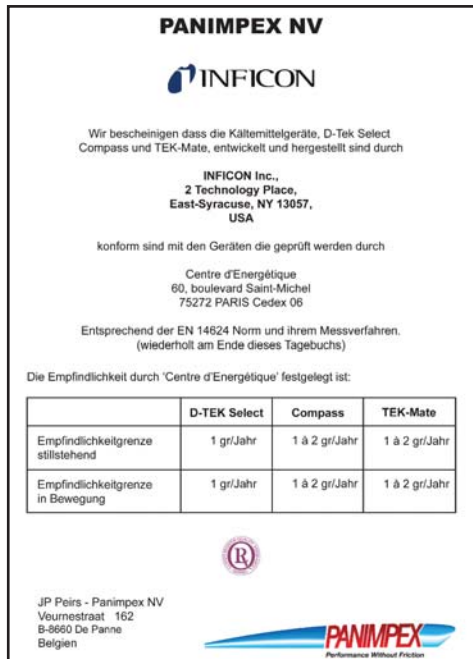 PANIMPEX NV
INFICON
Wir bescheinigen dass die Kältemittelgeräte, D-Tek Select
Compass und TEK-Mate, entwickelt und hergestellt sind durch
INFICON Inc.,
2 Technology Place,
East-Syracuse, NY 13057,
USA
konform sind mit den Geräten die geprüft werden durch
Centre d'Energétique
60, boulevard Saint-Michel
75272 PARIS Cedex 06
Entsprechend der EN 14624 Norm und ihrem Messverfahren.
(wiederholt am Ende dieses Tagebuchs)
Die Empfindlichkeit durch 'Centre d'Energétique' festgelegt ist:
D-TEK Select Compass TEK-Mate
Empfindlichkeitgrenze
stillstehend 1 gr/Jahr 1 à 2 gr/Jahr 1 à 2 gr/Jahr
Empfindlichkeitgrenze
in Bewegung 1 gr/Jahr 1 à 2 gr/Jahr 1 à 2 gr/Jahr
R
JP Peirs - Panimpex NV
Veurnestraat 162
B-8660 De Panne
Belgien
PANIMPEX
Performance Without Friction